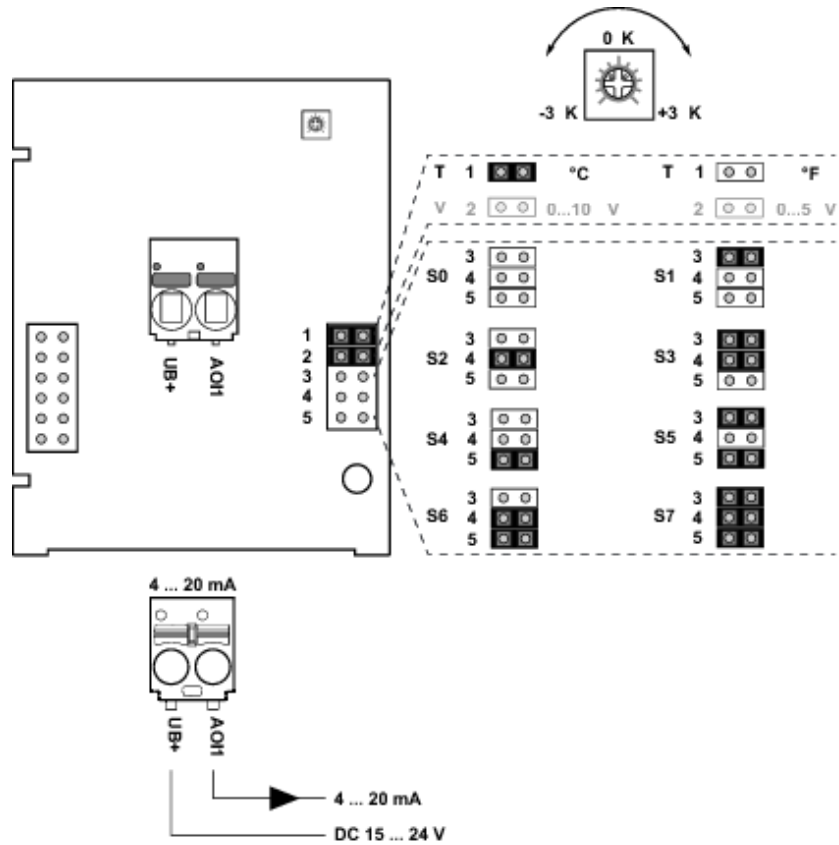 0 K
-3 K
+3 K
T 1 °C
T 1 °F
V 2 0...10 V
2 0...5 V
S0 3 4 5
S1 3 4 5
S2 3 4 5
S3 3 4 5
S4 3 4 5
S5 3 4 5
S6 3 4 5
S7 3 4 5
1
2
3
4
5
UB+
AOI1
4 ... 20 mA
UB+
AOI1
4 ... 20 mA
DC 15 ... 24 V